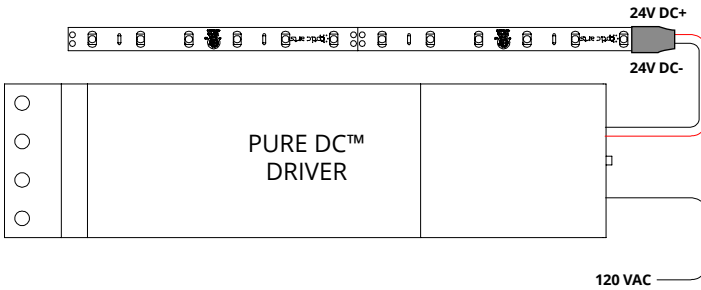 24V DC+
24V DC-
PURE DC™
DRIVER
120 VAC